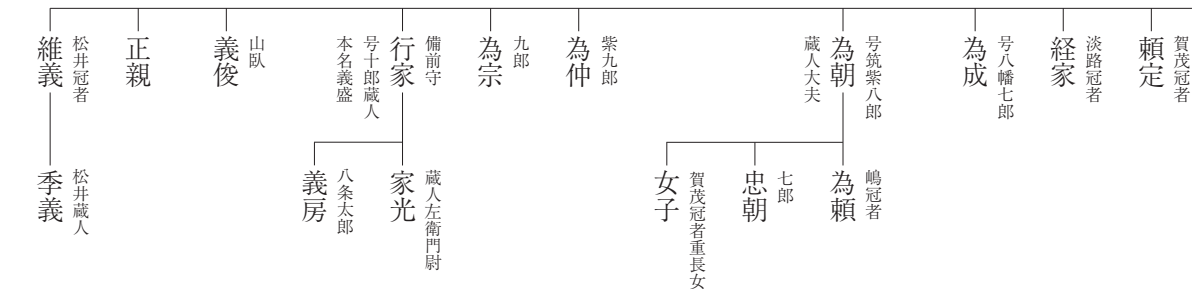 賀茂冠者
頼定
淡路冠者
経家
号八幡七郎
為成
号筑紫八郎
為朝
蔵人大夫
嶋冠者
為頼
七郎
忠朝
賀茂冠者重長女
女子
紫九郎
為仲
九郎
為宗
備前守
号十郎蔵人
行家
本名義盛
蔵人左衛門尉
家光
八条太郎
義房
山臥
義俊
正親
松井冠者
維義
松井蔵人
季義